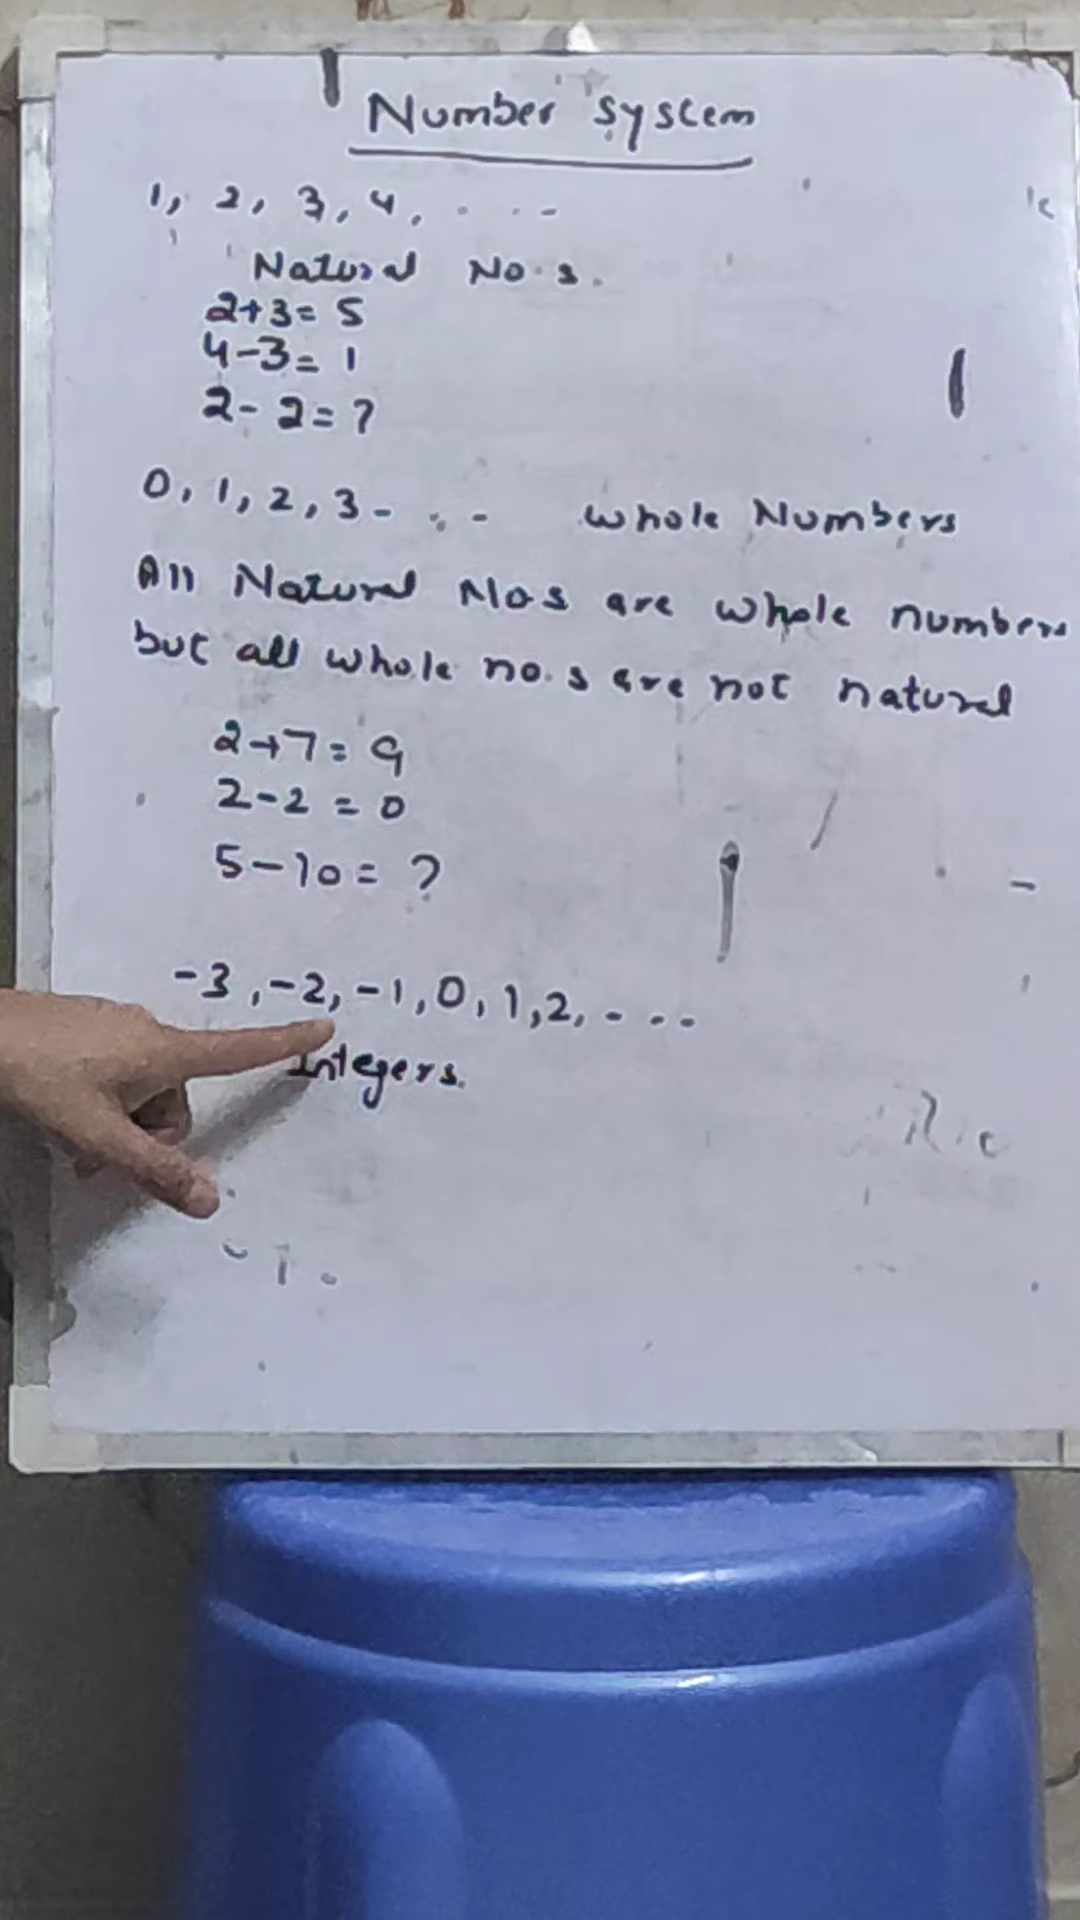 Number system
1, 2, 3, 4, . . . -
Natural No.s.
2+3= 5
4-3= 1
2- 2= ?
0, 1, 2, 3 - . . - whole Numbers
All Natural Nos are whole numbers
but all whole no.s are not natural
2+7= 9
2-2 = 0
5-10= ?
-3, -2, -1, 0, 1, 2, - - -
Integers.